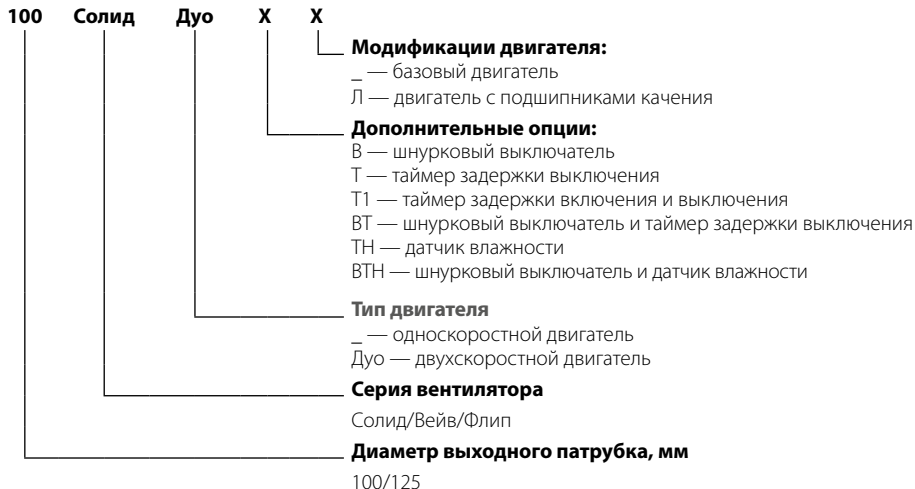 100 Солид Дуо Х Х
Модификации двигателя:
_ — базовый двигатель
Л — двигатель с подшипниками качения
Дополнительные опции:
В — шнурковый выключатель
Т — таймер задержки выключения
Т1 — таймер задержки включения и выключения
ВТ — шнурковый выключатель и таймер задержки выключения
ТН — датчик влажности
ВТН — шнурковый выключатель и датчик влажности
Тип двигателя
_ — односкоростной двигатель
Дуо — двухскоростной двигатель
Серия вентилятора
Солид/Вейв/Флип
Диаметр выходного патрубка, мм
100/125